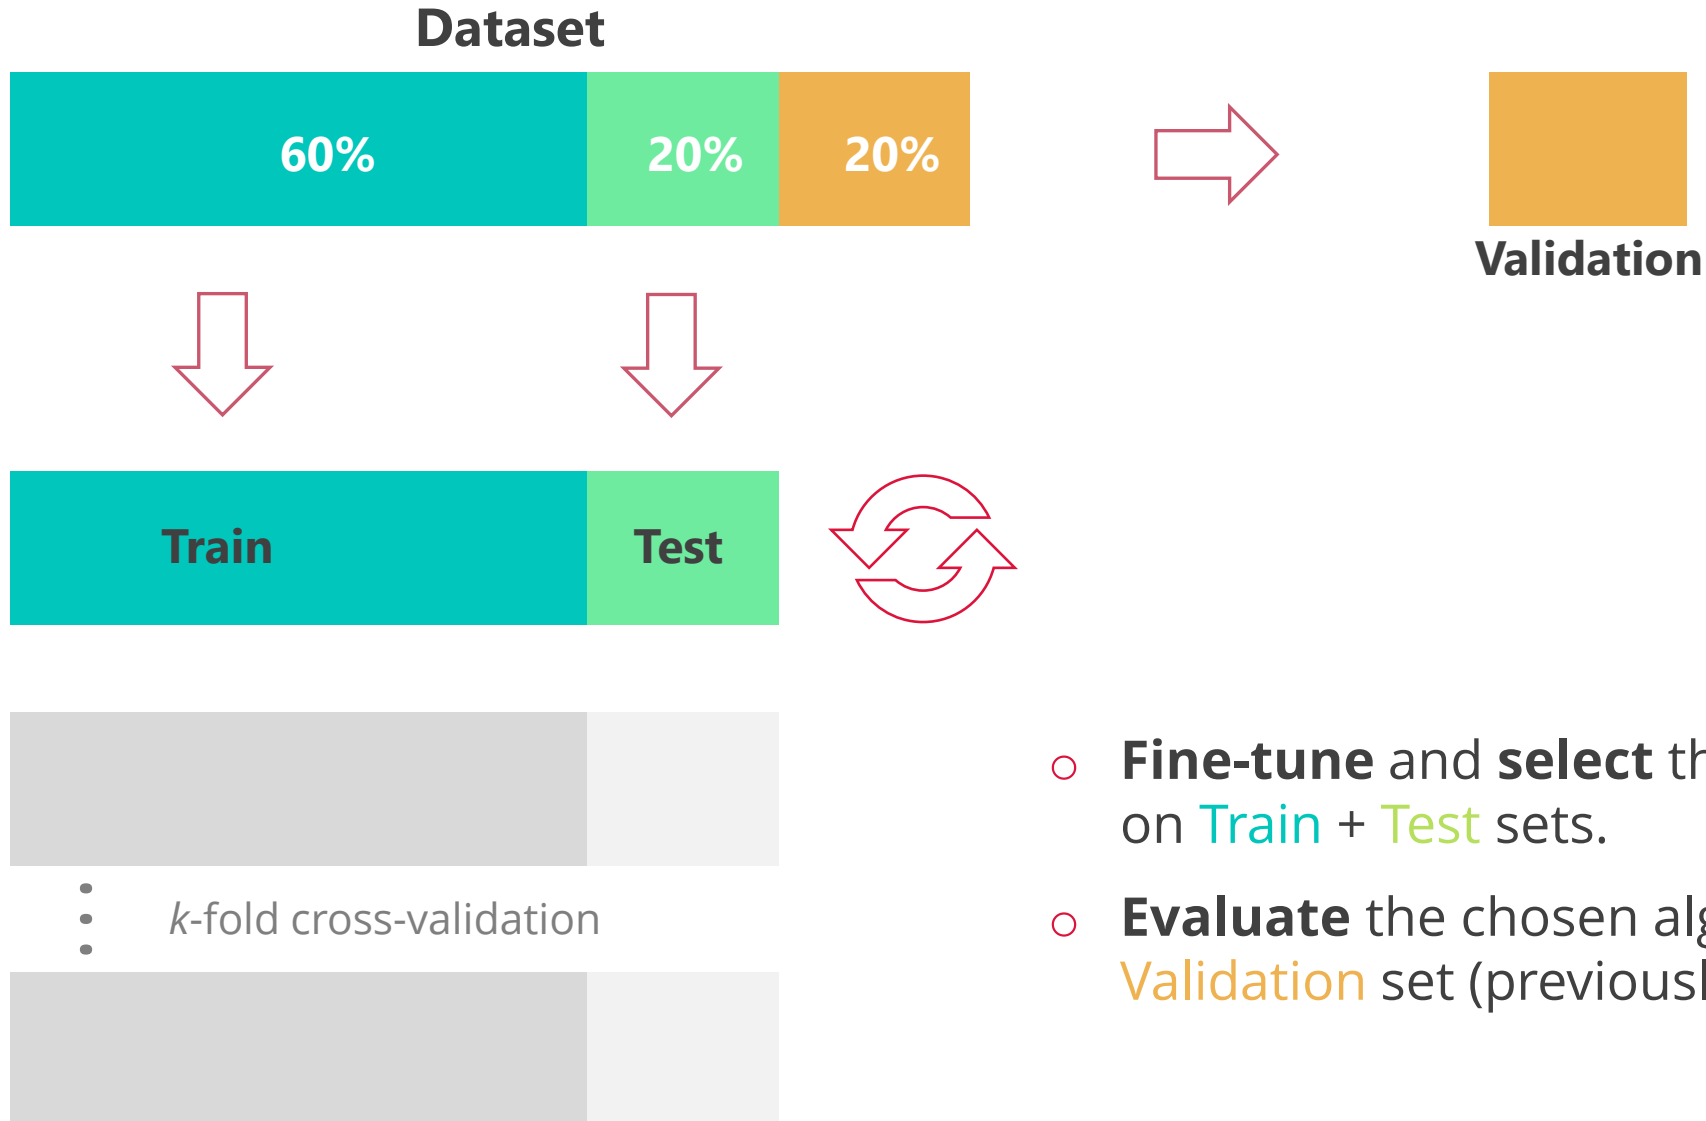 Dataset
60% 20% 20%
Validation
Train Test
k-fold cross-validation
Fine-tune and select
on Train + Test sets.
Evaluate the chosen
Validation set